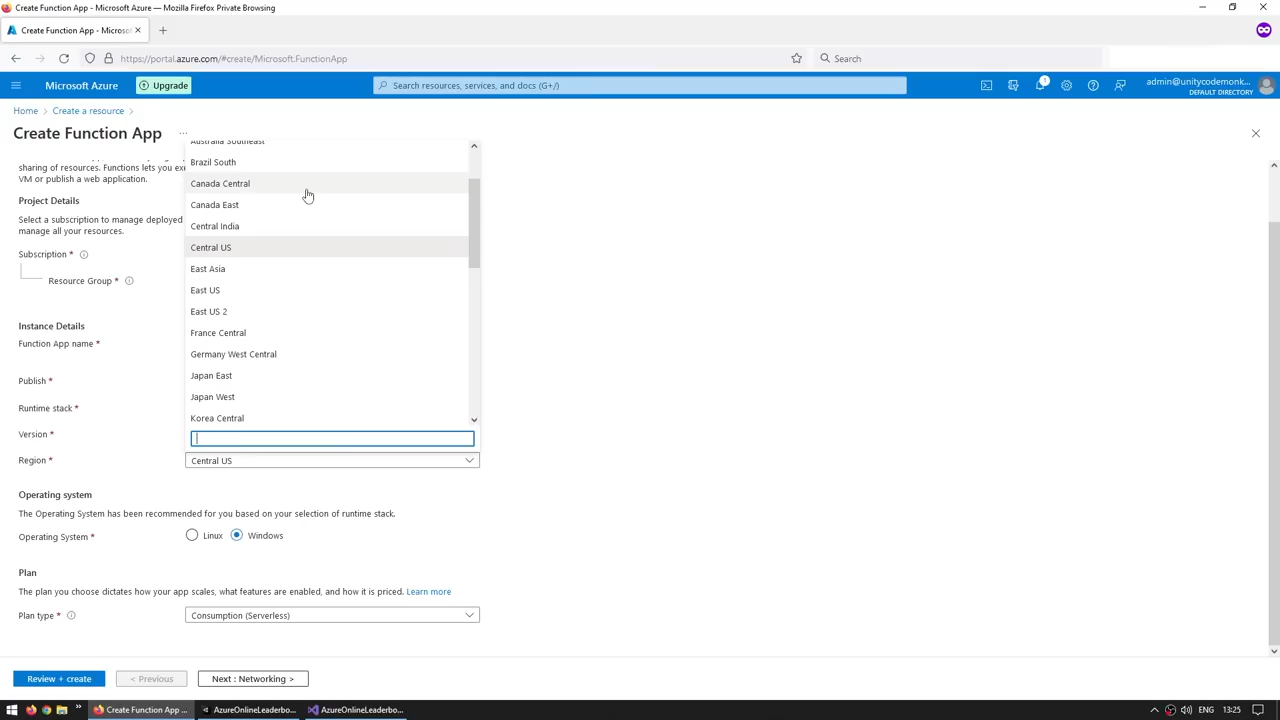 Create Function App - Microsoft Azure — Mozilla Firefox Private Browsing
Create Function App - Microsof
https://portal.azure.com/#create/Microsoft.FunctionApp
Search
Microsoft Azure
Upgrade
Search resources, services, and docs (G+/)
1
admin@unitycodemonk...
DEFAULT DIRECTORY
Home > Create a resource >
Create Function App ...
sharing of resources. Functions lets you exe
VM or publish a web application.
Project Details
Select a subscription to manage deployed
manage all your resources.
Subscription *
Resource Group *
Instance Details
Function App name *
Publish *
Runtime stack *
Version *
Region *
Australia Southeast
Brazil South
Canada Central
Canada East
Central India
Central US
East Asia
East US
East US 2
France Central
Germany West Central
Japan East
Japan West
Korea Central
Central US
Operating system
The Operating System has been recommended for you based on your selection of runtime stack.
Operating System *
Linux
Windows
Plan
The plan you choose dictates how your app scales, what features are enabled, and how it is priced. Learn more
Plan type *
Consumption (Serverless)
Review + create
< Previous
Next : Networking >
Create Function App ...
AzureOnlineLeaderbo...
AzureOnlineLeaderbo...
ENG
13:25